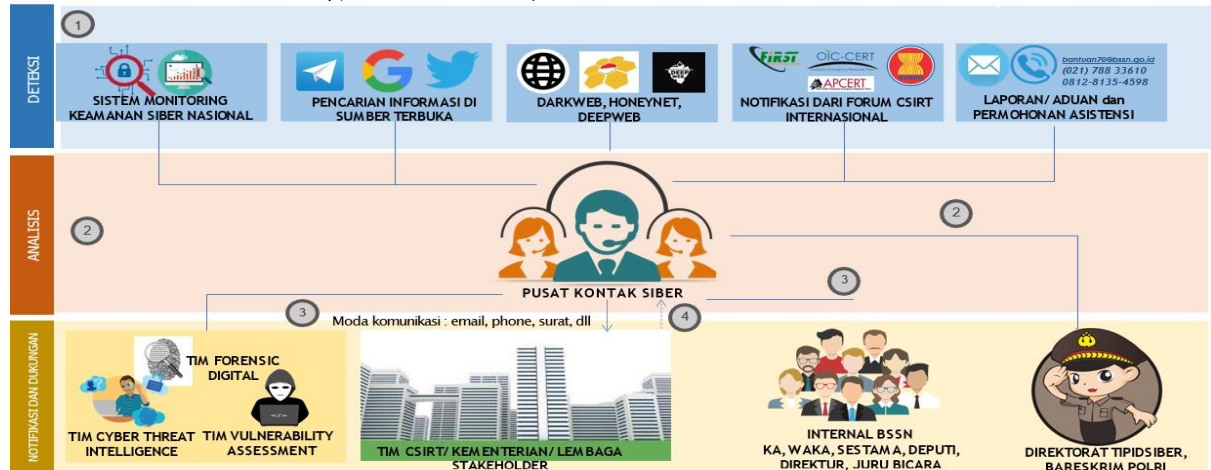 1
DETEKSI
FiRST
OIC-CERT
APCERT
DEEP WEB
bantuan70@bssn.go.id
(021) 788 33610
0812-8135-4598
SISTEM MONITORING
KEAMANAN SIBER NASIONAL
PENCARIAN INFORMASI DI
SUMBER TERBUKA
DARKWEB, HONEYNET,
DEEPWEB
NOTIFIKASI DARI FORUM CSIRT
INTERNASIONAL
LAPORAN/ ADUAN dan
PERMOHONAN ASISTENSI
ANALISIS
2
2
PUSAT KONTAK SIBER
3
3
4
Moda komunikasi : email, phone, surat, dll
NOTIFIKASI DAN DUKUNGAN
TIM FORENSIC
DIGITAL
TIM CYBER THREAT
INTELLIGENCE
TIM VULNERABILITY
ASSESSMENT
TIM CSIRT/ KEMENTERIAN/ LEMBAGA
STAKEHOLDER
INTERNAL BSSN
KA, WAKA, SESTAMA, DEPUTI,
DIREKTUR, JURU BICARA
DIREKTORAT TIPIDSIBER,
BARESKRIM POLRI